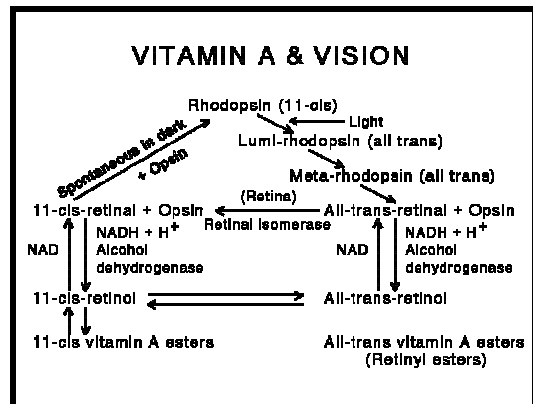 VITAMIN A & VISION
Rhodopsin (11-cis)
Light
Lumi-rhodopsin (all trans)
Spontaneous in dark
+ Opsin
Meta-rhodopsin (all trans)
(Retina)
11-cis-retinal + Opsin
Retinal isomerase
All-trans-retinal + Opsin
NAD
NADH + H+
Alcohol
dehydrogenase
NAD
NADH + H+
Alcohol
dehydrogenase
11-cis-retinol
All-trans-retinol
11-cis vitamin A esters
All-trans vitamin A esters
(Retinyl esters)